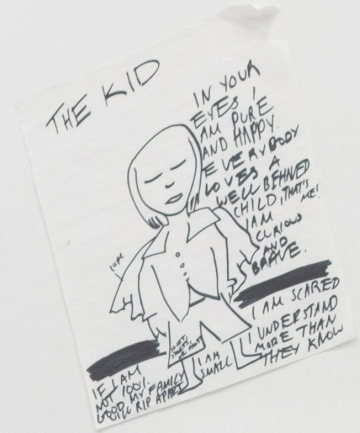 THE KID
IN YOUR
EYES I
AM PURE
AND HAPPY.
EVERYBODY
LOVES A
WELL BEHAVED
CHILD, THAT'S
ME!
I AM
CURIOUS
AND
BRAVE.
CAPE
I AM SCARED
I UNDERSTAND
MORE THAN
THEY KNOW
I AM
SMALL
IF I AM
NOT 100%
GOOD MY FAMILY
WILL RIP APART